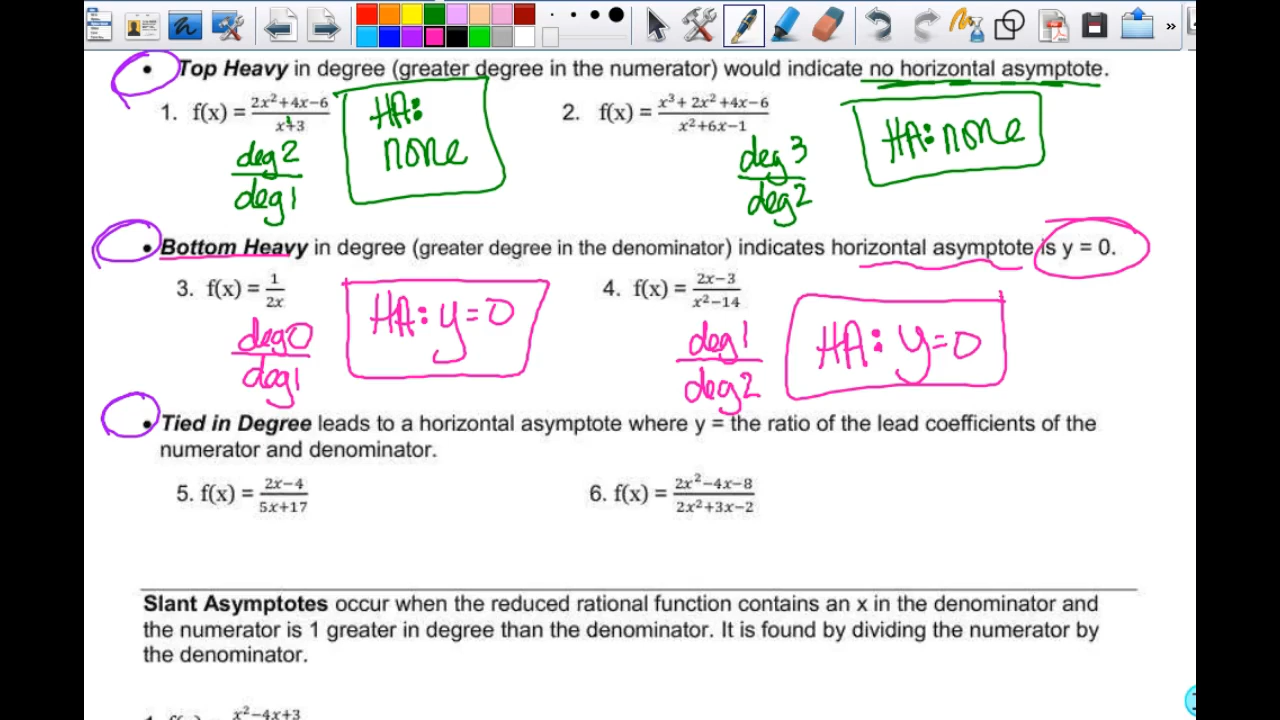 • Top Heavy in degree (greater degree in the numerator) would indicate no horizontal asymptote.
1. f(x) = (2x²+4x−6)/(x¹+3)
deg 2
deg 1
HA:
none
2. f(x) = (x³+ 2x² +4x−6)/(x²+6x−1)
deg 3
deg 2
HA: none
• Bottom Heavy in degree (greater degree in the denominator) indicates horizontal asymptote is y = 0.
3. f(x) = 1/(2x)
deg 0
deg 1
HA: y=0
4. f(x) = (2x−3)/(x²−14)
deg 1
deg 2
HA: y=0
• Tied in Degree leads to a horizontal asymptote where y = the ratio of the lead coefficients of the
numerator and denominator.
5. f(x) = (2x−4)/(5x+17)
6. f(x) = (2x²−4x−8)/(2x²+3x−2)
Slant Asymptotes occur when the reduced rational function contains an x in the denominator and
the numerator is 1 greater in degree than the denominator. It is found by dividing the numerator by
the denominator.
1. f(x) = x²−4x+3